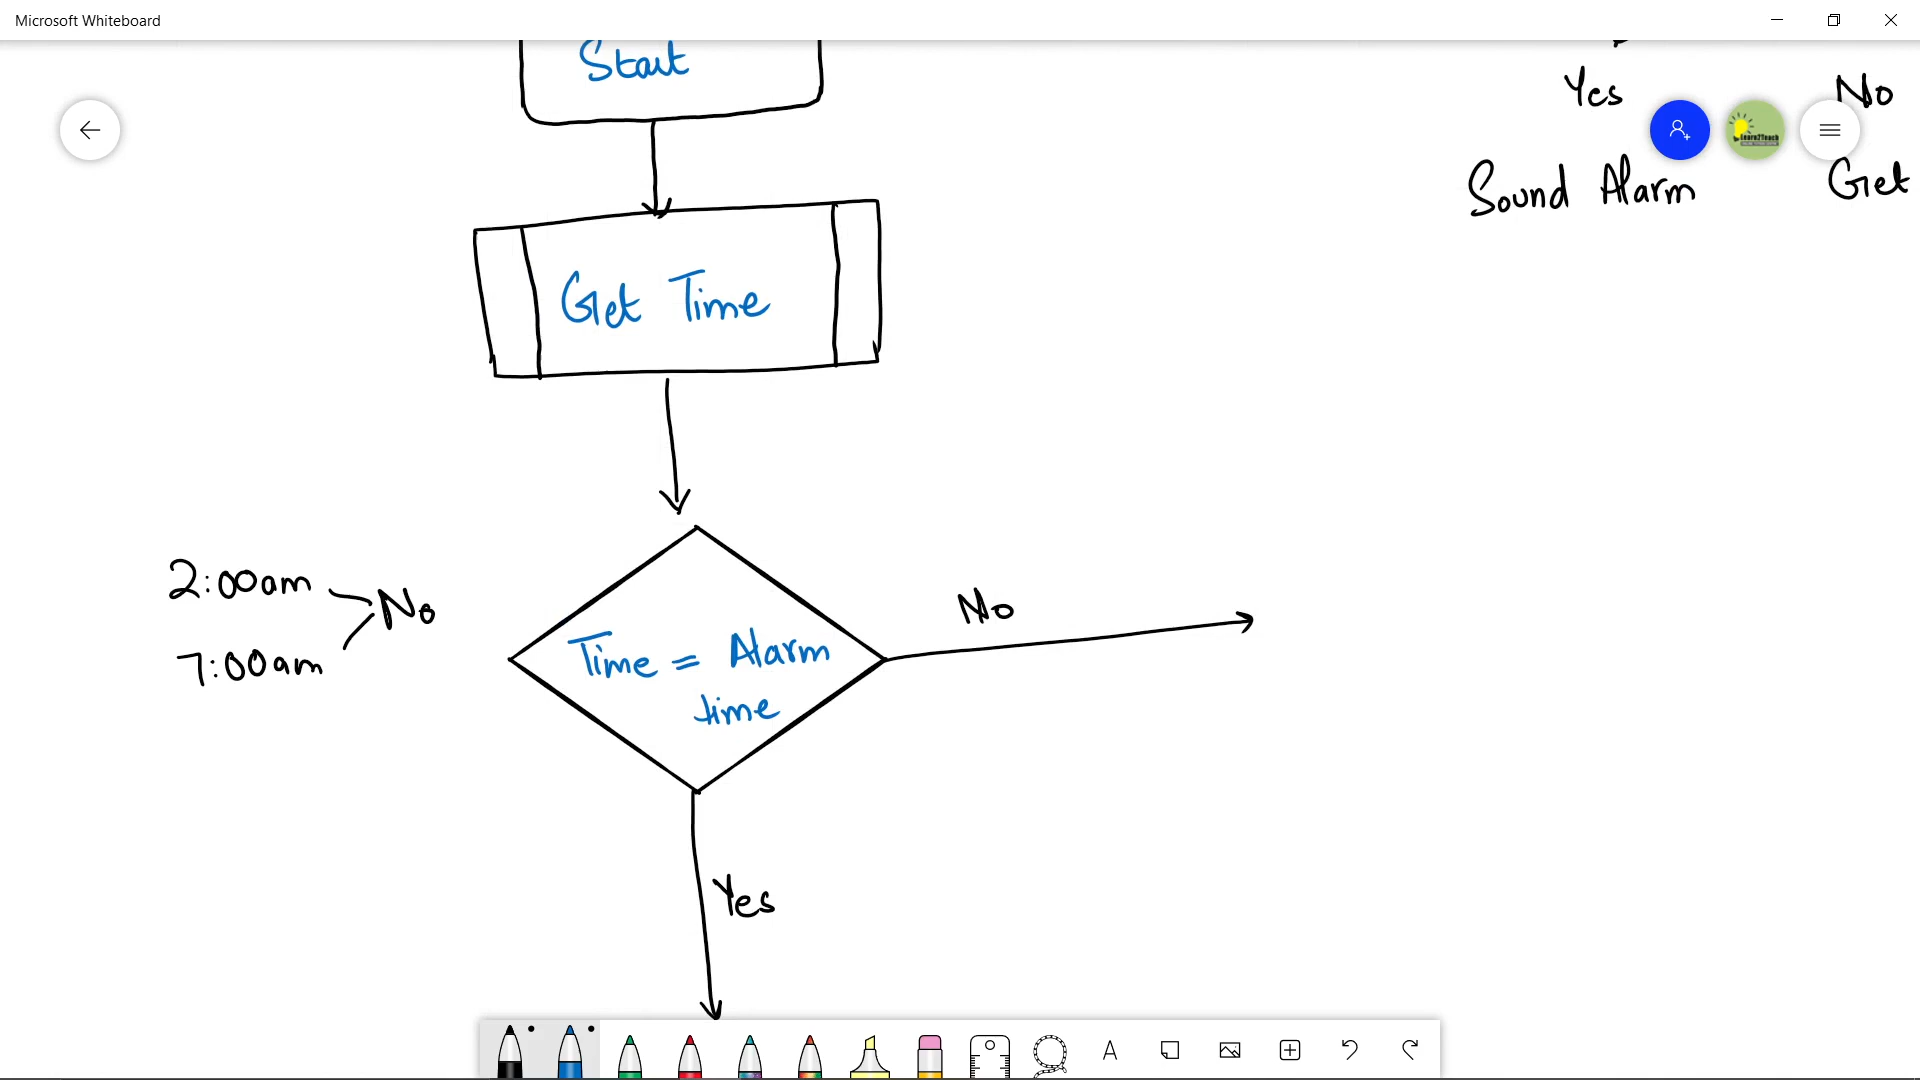 Microsoft Whiteboard
Start
Yes No
Learn2Teach
Sound Alarm Get
Get Time
2:00am
No
7:00am
No
Time = Alarm
time
Yes